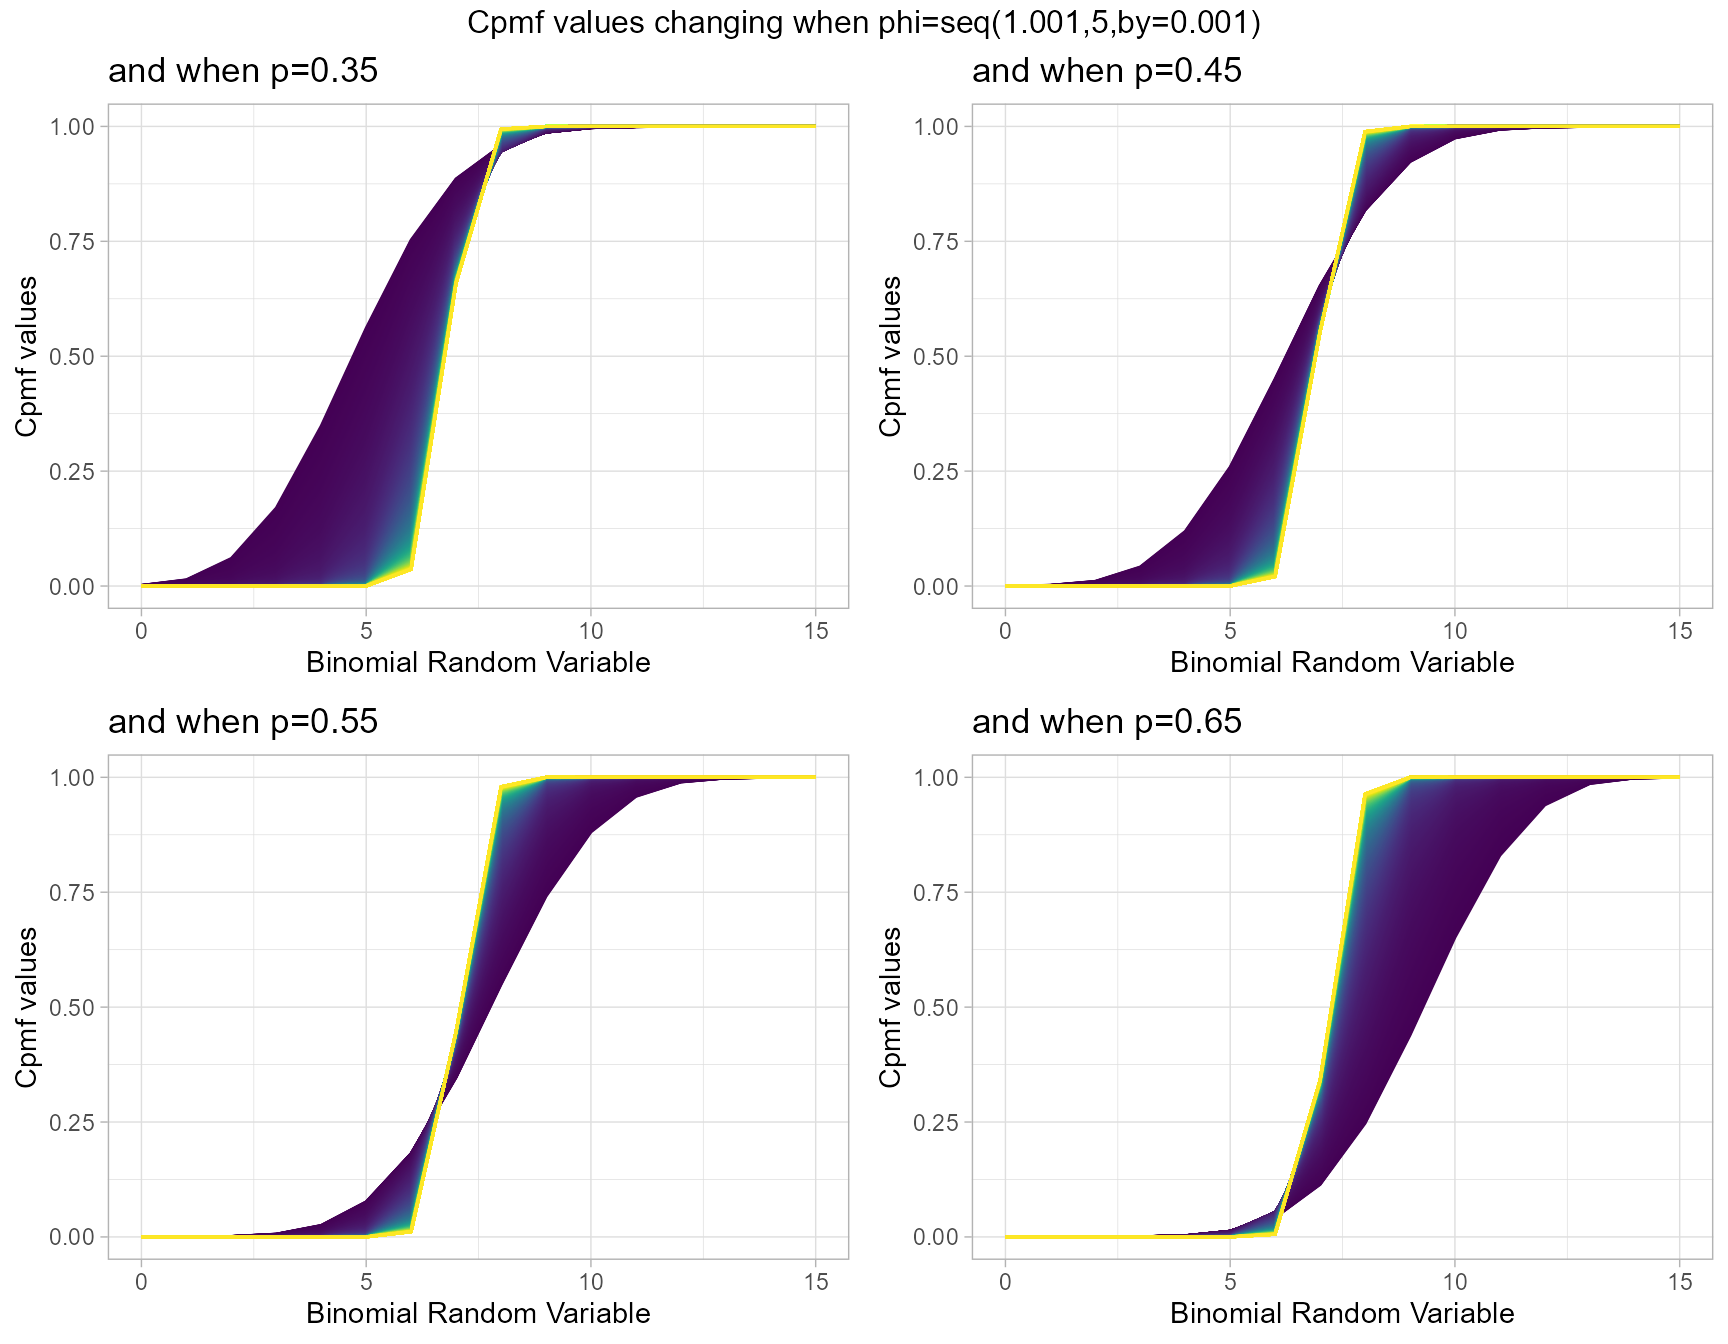 Cpmf values changing when phi=seq(1.001,5,by=0.001)
and when p=0.35
Cpmf values
1.00
0.75
0.50
0.25
0.00
0 5 10 15
Binomial Random Variable
and when p=0.45
Cpmf values
1.00
0.75
0.50
0.25
0.00
0 5 10 15
Binomial Random Variable
and when p=0.55
Cpmf values
1.00
0.75
0.50
0.25
0.00
0 5 10 15
Binomial Random Variable
and when p=0.65
Cpmf values
1.00
0.75
0.50
0.25
0.00
0 5 10 15
Binomial Random Variable